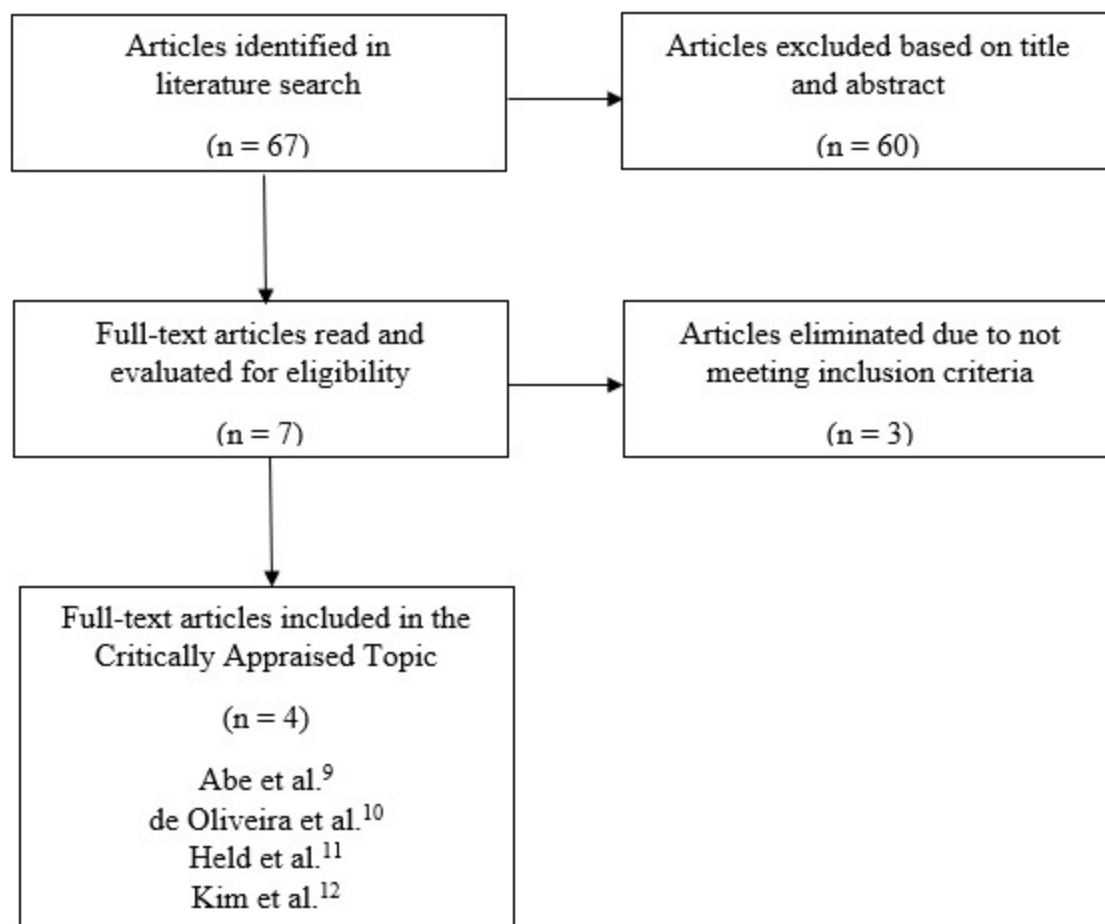 Articles identified in
literature search
(n = 67)
Articles excluded based on title
and abstract
(n = 60)
Full-text articles read and
evaluated for eligibility
(n = 7)
Articles eliminated due to not
meeting inclusion criteria
(n = 3)
Full-text articles included in the
Critically Appraised Topic
(n = 4)
Abe et al.⁹
de Oliveira et al.¹⁰
Held et al.¹¹
Kim et al.¹²